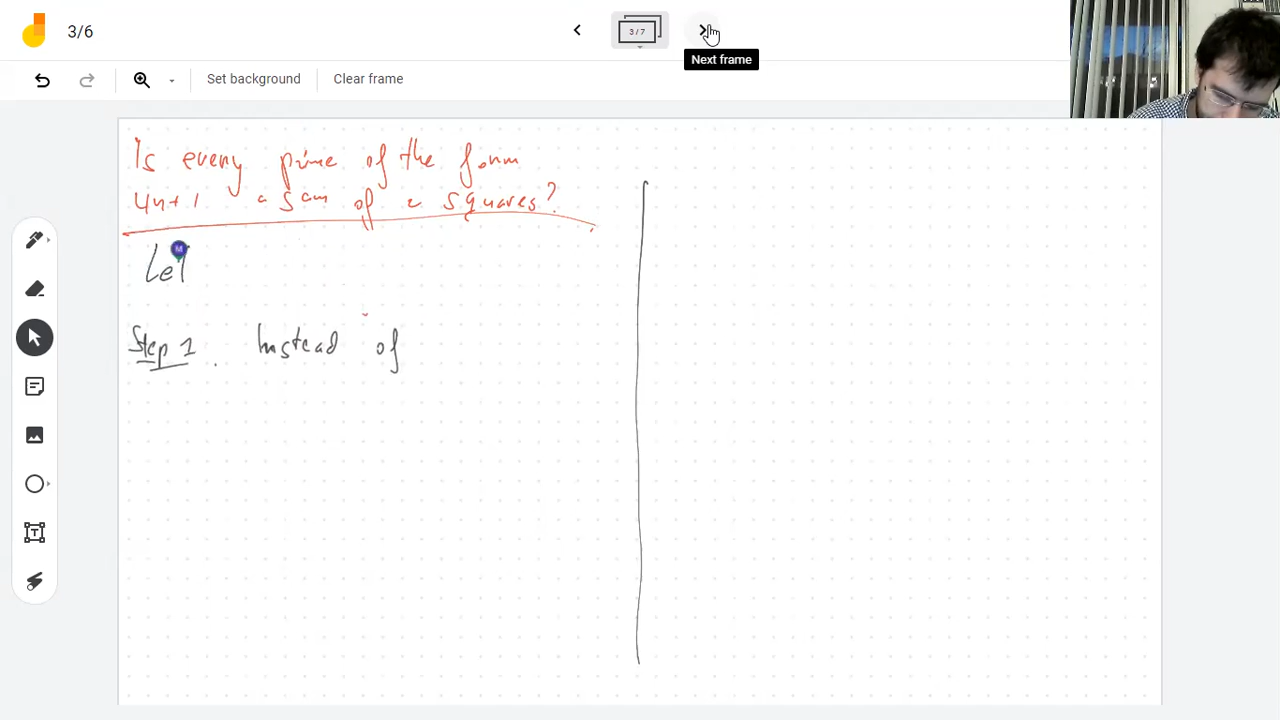 3/6
3/7
Next frame
Set background
Clear frame
Is every prime of the form
4n+1 a sum of 2 squares?
Let
M
Step 1. Instead of